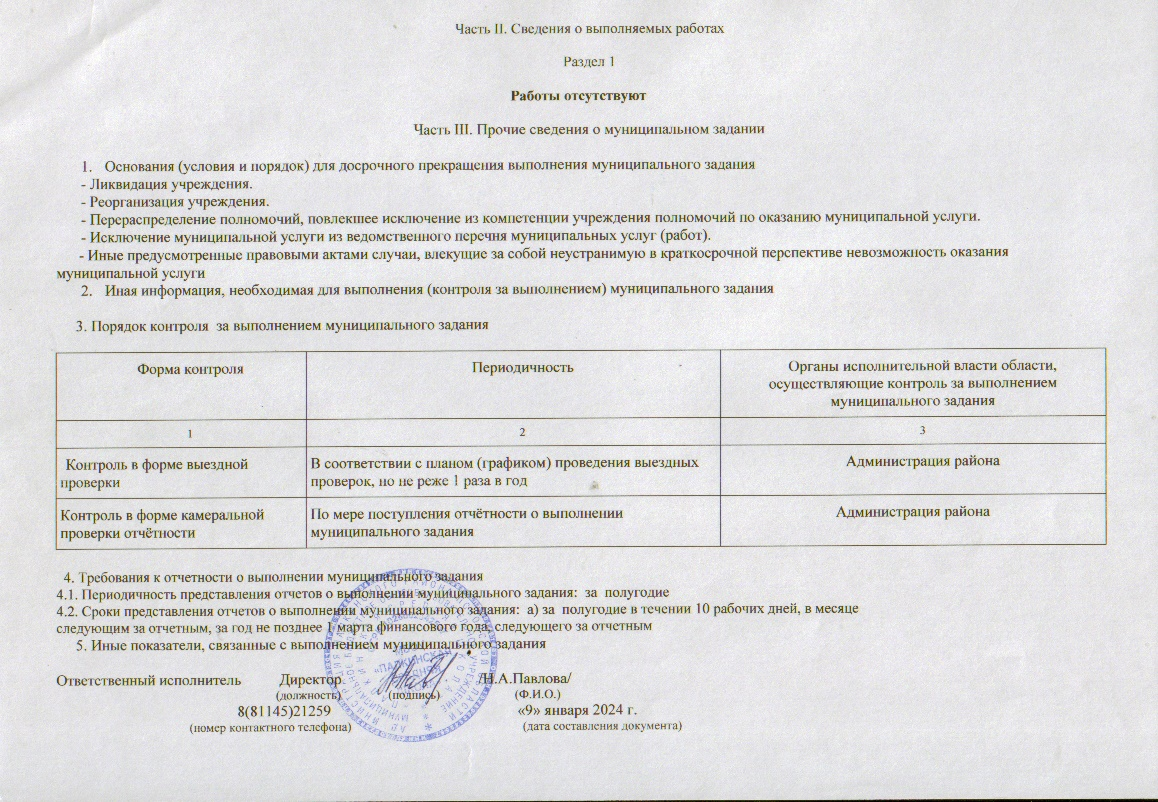 Часть II. Сведения о выполняемых работах
Раздел 1
Работы отсутствуют
Часть III. Прочие сведения о муниципальном задании
1. Основания (условия и порядок) для досрочного прекращения выполнения муниципального задания
- Ликвидация учреждения.
- Реорганизация учреждения.
- Перераспределение полномочий, повлекшее исключение из компетенции учреждения полномочий по оказанию муниципальной услуги.
- Исключение муниципальной услуги из ведомственного перечня муниципальных услуг (работ).
- Иные предусмотренные правовыми актами случаи, влекущие за собой неустранимую в краткосрочной перспективе невозможность оказания
муниципальной услуги
2. Иная информация, необходимая для выполнения (контроля за выполнением) муниципального задания
3. Порядок контроля за выполнением муниципального задания
Форма контроля
Периодичность
Органы исполнительной власти области,
осуществляющие контроль за выполнением
муниципального задания
1
2
3
Контроль в форме выездной
проверки
В соответствии с планом (графиком) проведения выездных
проверок, но не реже 1 раза в год
Администрация района
Контроль в форме камеральной
проверки отчётности
По мере поступления отчётности о выполнении
муниципального задания
Администрация района
4. Требования к отчетности о выполнении муниципального задания
4.1. Периодичность представления отчетов о выполнении муниципального задания: за полугодие
4.2. Сроки представления отчетов о выполнении муниципального задания: а) за полугодие в течении 10 рабочих дней, в месяце
следующим за отчетным, за год не позднее 1 марта финансового года, следующего за отчетным
5. Иные показатели, связанные с выполнением муниципального задания
Ответственный исполнитель Директор /Н.А.Павлова/
(должность) (подпись) (Ф.И.О.)
8(81145)21259 «9» января 2024 г.
(номер контактного телефона) (дата составления документа)